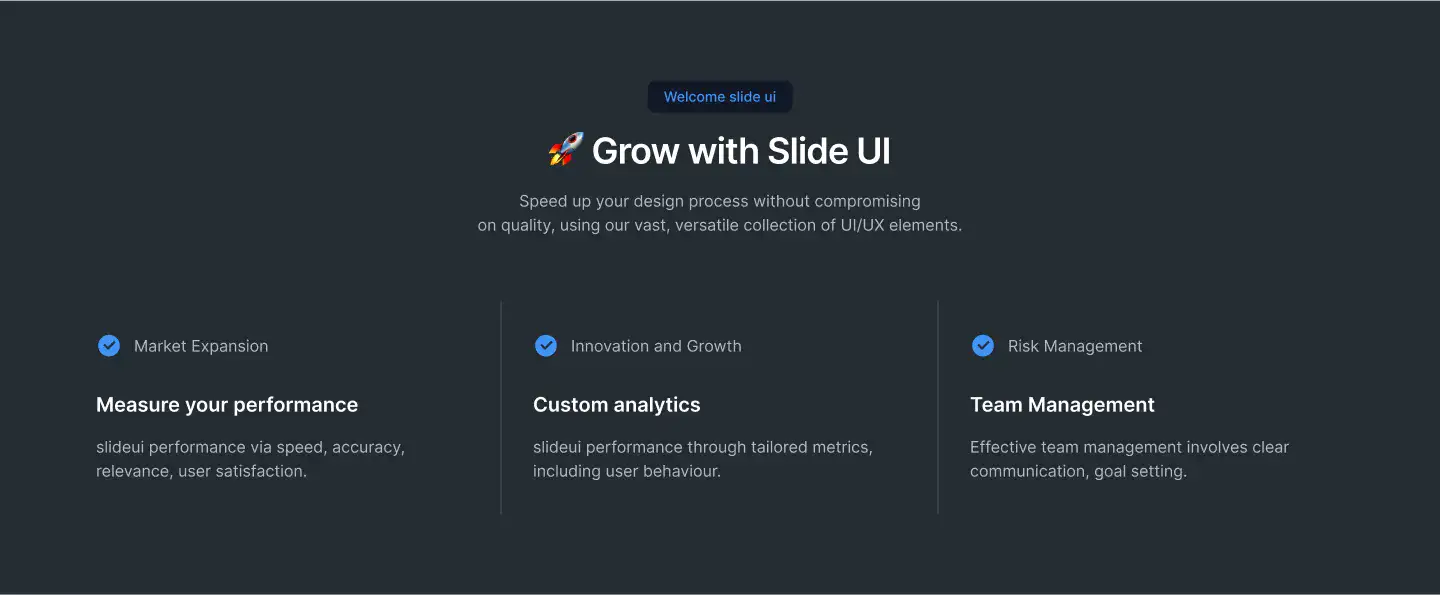 Welcome slide ui
🚀 Grow with Slide UI
Speed up your design process without compromising
on quality, using our vast, versatile collection of UI/UX elements.
Market Expansion
Measure your performance
slideui performance via speed, accuracy,
relevance, user satisfaction.
Innovation and Growth
Custom analytics
slideui performance through tailored metrics,
including user behaviour.
Risk Management
Team Management
Effective team management involves clear
communication, goal setting.